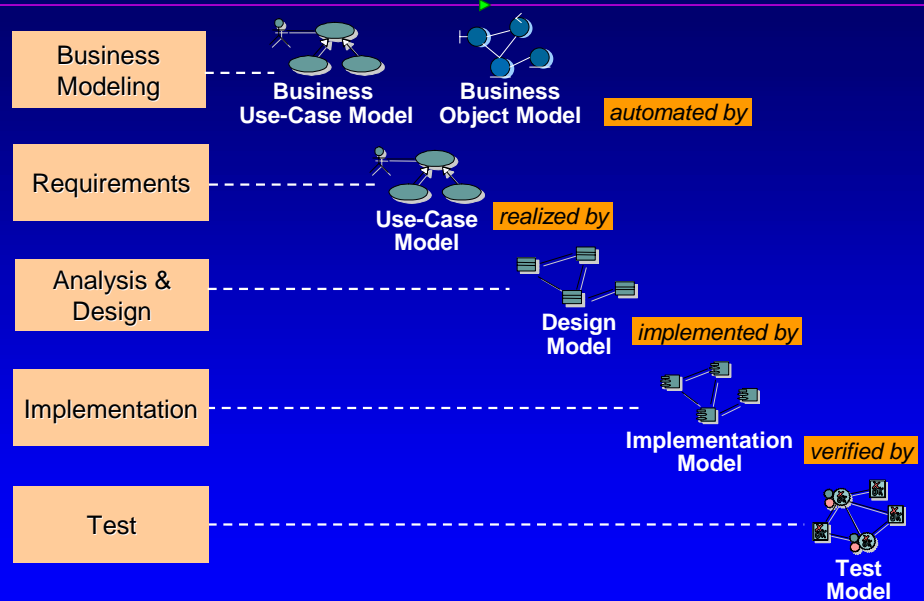 Business
Modeling
Business
Use-Case Model
Business
Object Model
automated by
Requirements
Use-Case
Model
realized by
Analysis &
Design
Design
Model
implemented by
Implementation
Implementation
Model
verified by
Test
Test
Model